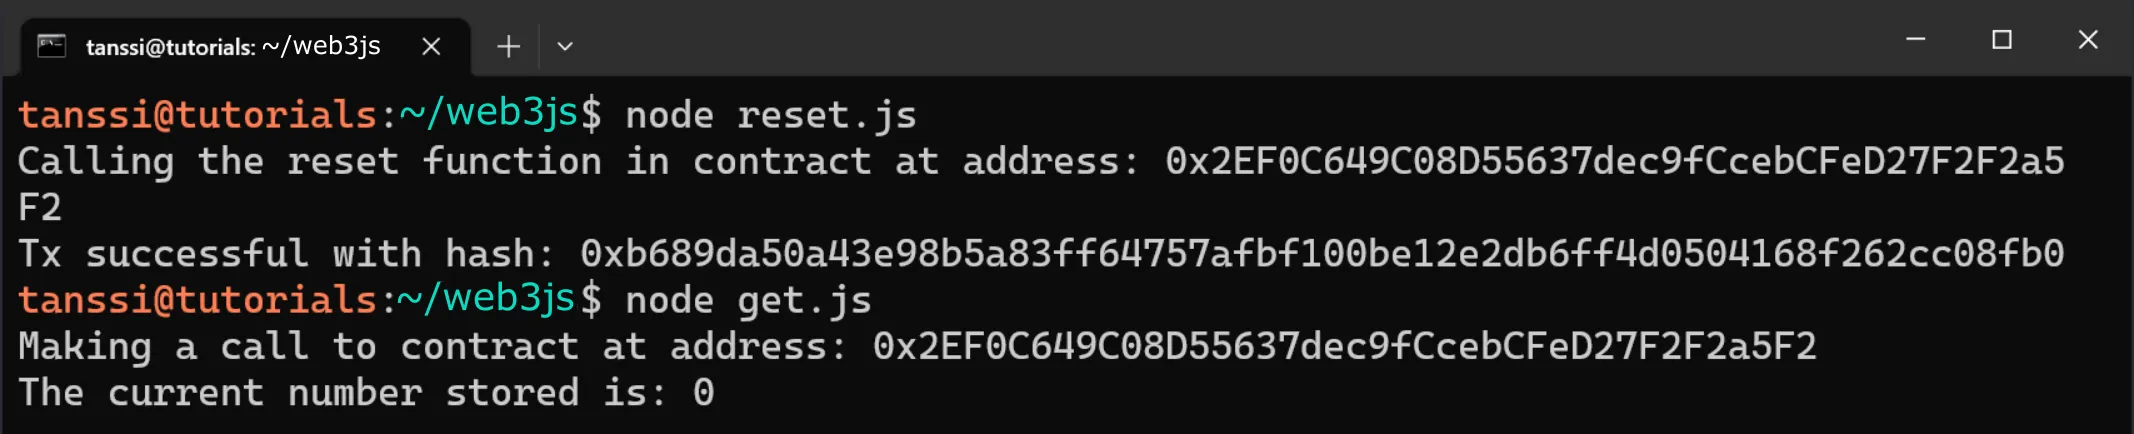 tanssi@tutorials: ~/web3js
tanssi@tutorials:~/web3js$ node reset.js
Calling the reset function in contract at address: 0x2EF0C649C08D55637dec9fCcebCFeD27F2F2a5
F2
Tx successful with hash: 0xb689da50a43e98b5a83ff64757afbf100be12e2db6ff4d0504168f262cc08fb0
tanssi@tutorials:~/web3js$ node get.js
Making a call to contract at address: 0x2EF0C649C08D55637dec9fCcebCFeD27F2F2a5F2
The current number stored is: 0